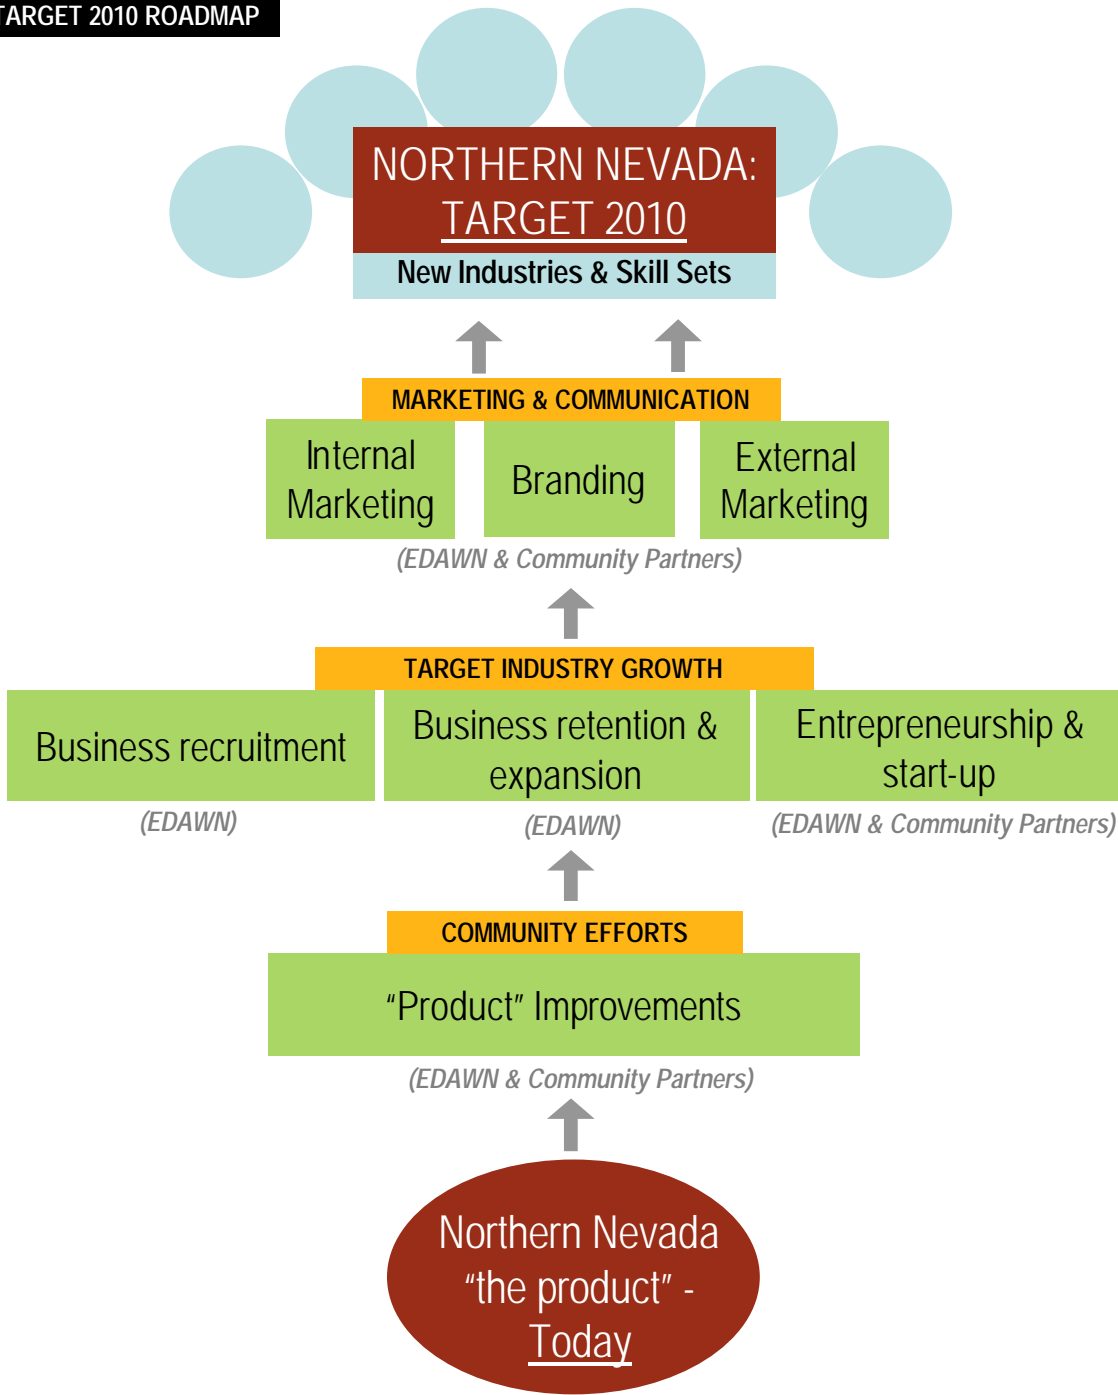 TARGET 2010 ROADMAP
NORTHERN NEVADA:
TARGET 2010
New Industries & Skill Sets
MARKETING & COMMUNICATION
Internal
Marketing
Branding
External
Marketing
(EDAWN & Community Partners)
TARGET INDUSTRY GROWTH
Business recruitment
Business retention &
expansion
Entrepreneurship &
start-up
(EDAWN)
(EDAWN)
(EDAWN & Community Partners)
COMMUNITY EFFORTS
“Product” Improvements
(EDAWN & Community Partners)
Northern Nevada
“the product” -
Today